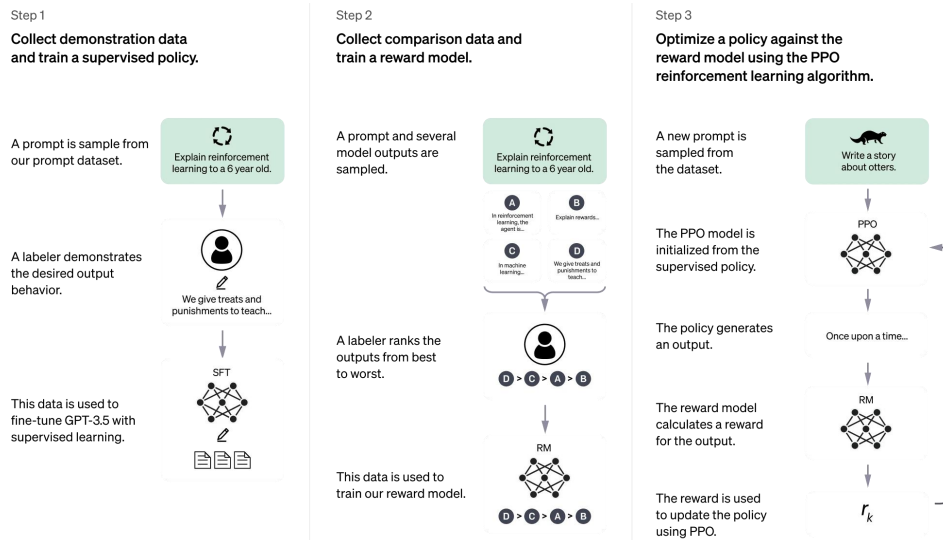 Step 1
Collect demonstration data
and train a supervised policy.
A prompt is sample from
our prompt dataset.
Explain reinforcement
learning to a 6 year old.
A labeler demonstrates
the desired output
behavior.
We give treats and
punishments to teach...
This data is used to
fine-tune GPT-3.5 with
supervised learning.
SFT
Step 2
Collect comparison data and
train a reward model.
A prompt and several
model outputs are
sampled.
Explain reinforcement
learning to a 6 year old.
A
In reinforcement
learning, the
agent is...
B
Explain rewards...
C
In machine
learning...
D
We give treats and
punishments to
teach...
A labeler ranks the
outputs from best
to worst.
D > C > A > B
This data is used to
train our reward model.
RM
D > C > A > B
Step 3
Optimize a policy against the
reward model using the PPO
reinforcement learning algorithm.
A new prompt is
sampled from
the dataset.
Write a story
about otters.
The PPO model is
initialized from the
supervised policy.
PPO
The policy generates
an output.
Once upon a time...
The reward model
calculates a reward
for the output.
RM
The reward is used
to update the policy
using PPO.
r_k